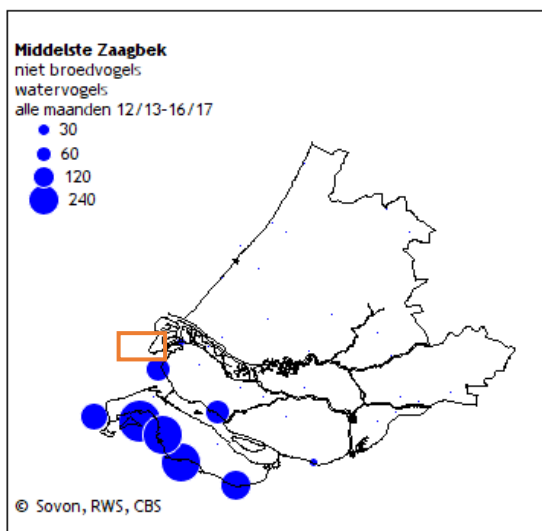 Middelste Zaagbek
niet broedvogels
watervogels
alle maanden 12/13-16/17
30
60
120
240
© Sovon, RWS, CBS